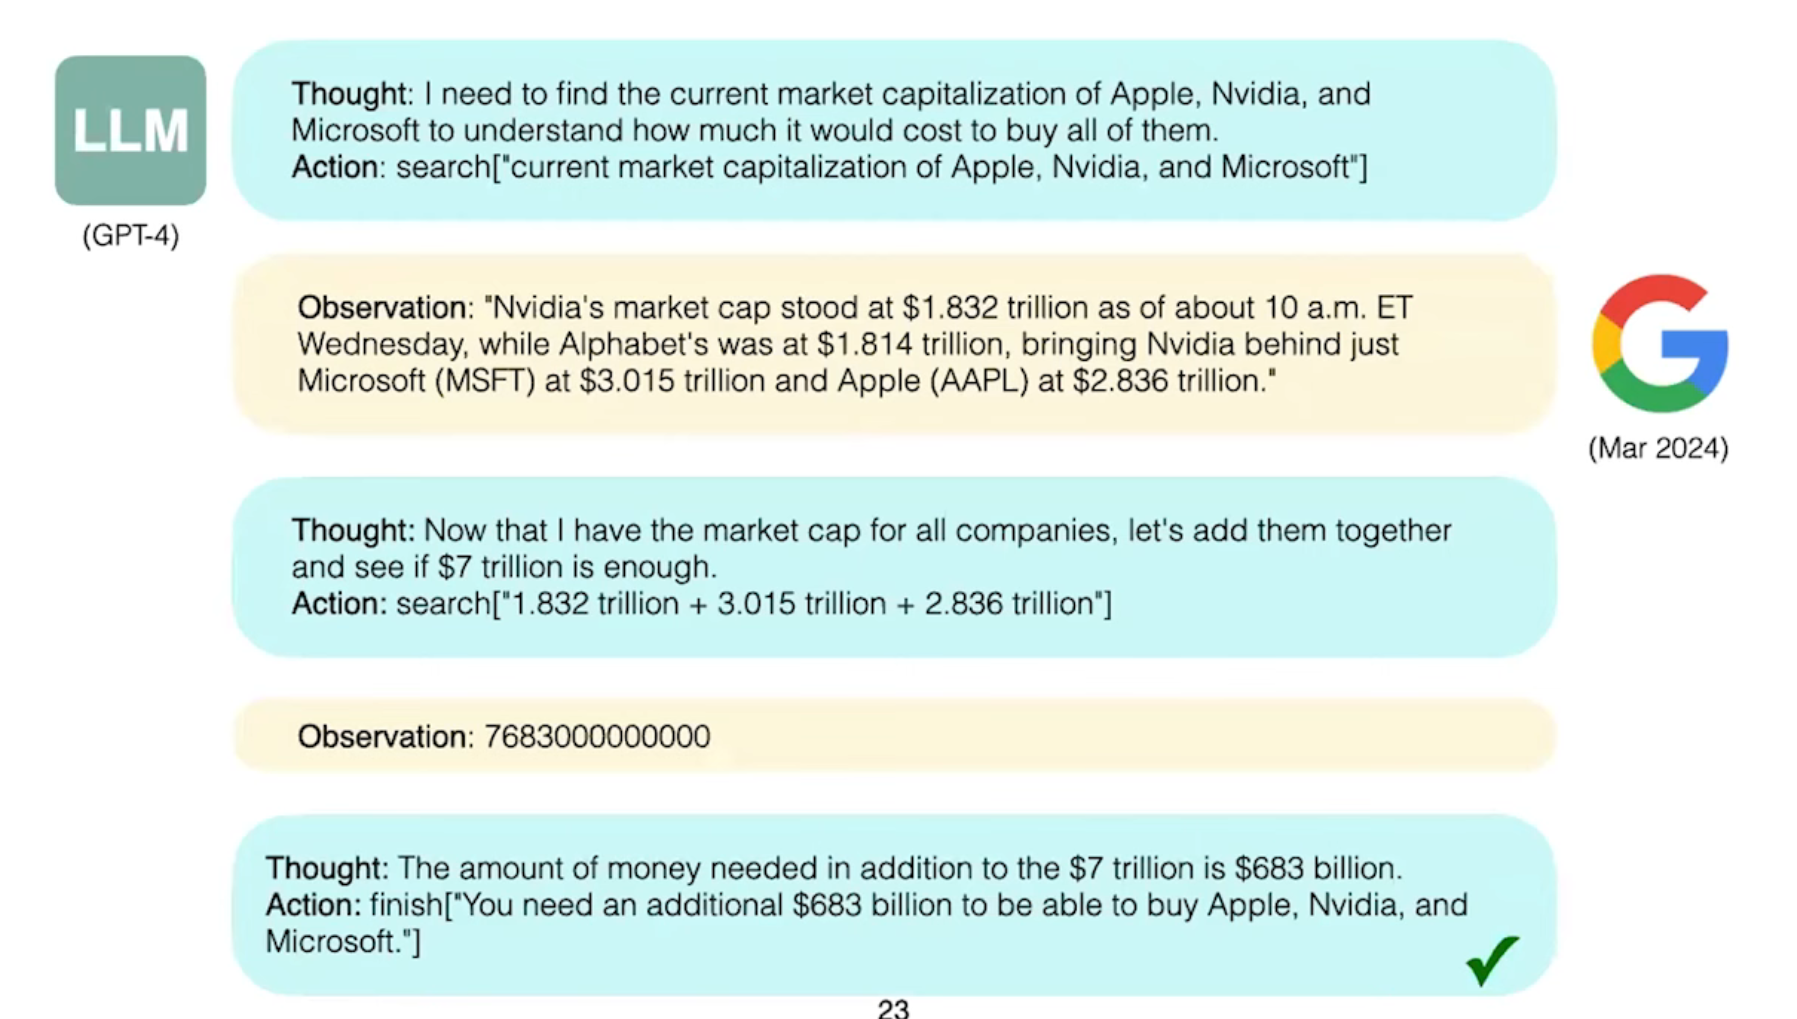 LLM
(GPT-4)
Thought: I need to find the current market capitalization of Apple, Nvidia, and
Microsoft to understand how much it would cost to buy all of them.
Action: search["current market capitalization of Apple, Nvidia, and Microsoft"]
Observation: "Nvidia's market cap stood at $1.832 trillion as of about 10 a.m. ET
Wednesday, while Alphabet's was at $1.814 trillion, bringing Nvidia behind just
Microsoft (MSFT) at $3.015 trillion and Apple (AAPL) at $2.836 trillion."
G
(Mar 2024)
Thought: Now that I have the market cap for all companies, let's add them together
and see if $7 trillion is enough.
Action: search["1.832 trillion + 3.015 trillion + 2.836 trillion"]
Observation: 7683000000000
Thought: The amount of money needed in addition to the $7 trillion is $683 billion.
Action: finish["You need an additional $683 billion to be able to buy Apple, Nvidia, and
Microsoft."]
23